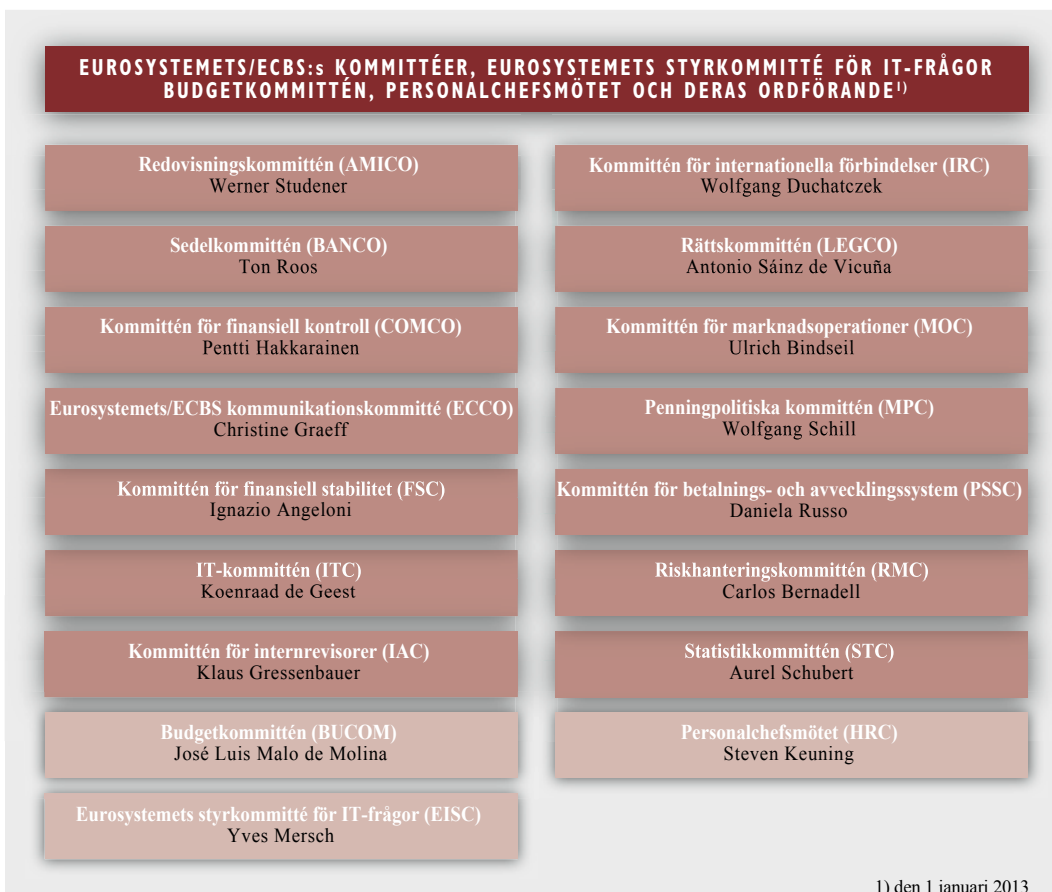 EUROSYSTEMETS/ECBS:s KOMMITTÉER, EUROSYSTEMETS STYRKOMMITTÉ FÖR IT-FRÅGOR
BUDGETKOMMITTÉN, PERSONALCHEFSMÖTET OCH DERAS ORDFÖRANDE1)
Redovisningskommittén (AMICO)
Werner Studener
Sedelkommittén (BANCO)
Ton Roos
Kommittén för finansiell kontroll (COMCO)
Pentti Hakkarainen
Eurosystemets/ECBS kommunikationskommitté (ECCO)
Christine Graeff
Kommittén för finansiell stabilitet (FSC)
Ignazio Angeloni
IT-kommittén (ITC)
Koenraad de Geest
Kommittén för internrevisorer (IAC)
Klaus Gressenbauer
Budgetkommittén (BUCOM)
José Luis Malo de Molina
Eurosystemets styrkommitté för IT-frågor (EISC)
Yves Mersch
Kommittén för internationella förbindelser (IRC)
Wolfgang Duchatczek
Rättskommittén (LEGCO)
Antonio Sáinz de Vicuña
Kommittén för marknadsoperationer (MOC)
Ulrich Bindseil
Penningpolitiska kommittén (MPC)
Wolfgang Schill
Kommittén för betalnings- och avvecklingssystem (PSSC)
Daniela Russo
Riskhanteringskommittén (RMC)
Carlos Bernadell
Statistikkommittén (STC)
Aurel Schubert
Personalchefsmötet (HRC)
Steven Keuning
1) den 1 januari 2013